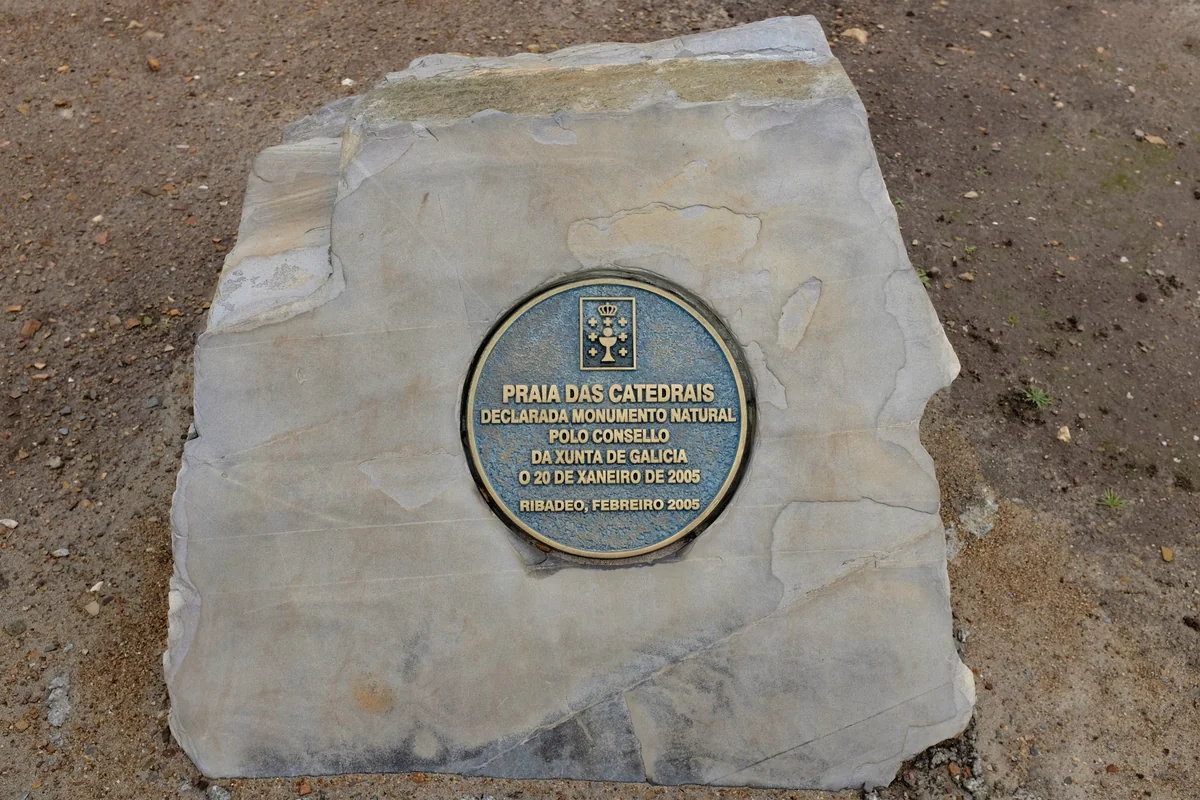 PRAIA DAS CATEDRAIS
DECLARADA MONUMENTO NATURAL
POLO CONSELLO
DA XUNTA DE GALICIA
O 20 DE XANEIRO DE 2005
RIBADEO, FEBREIRO 2005